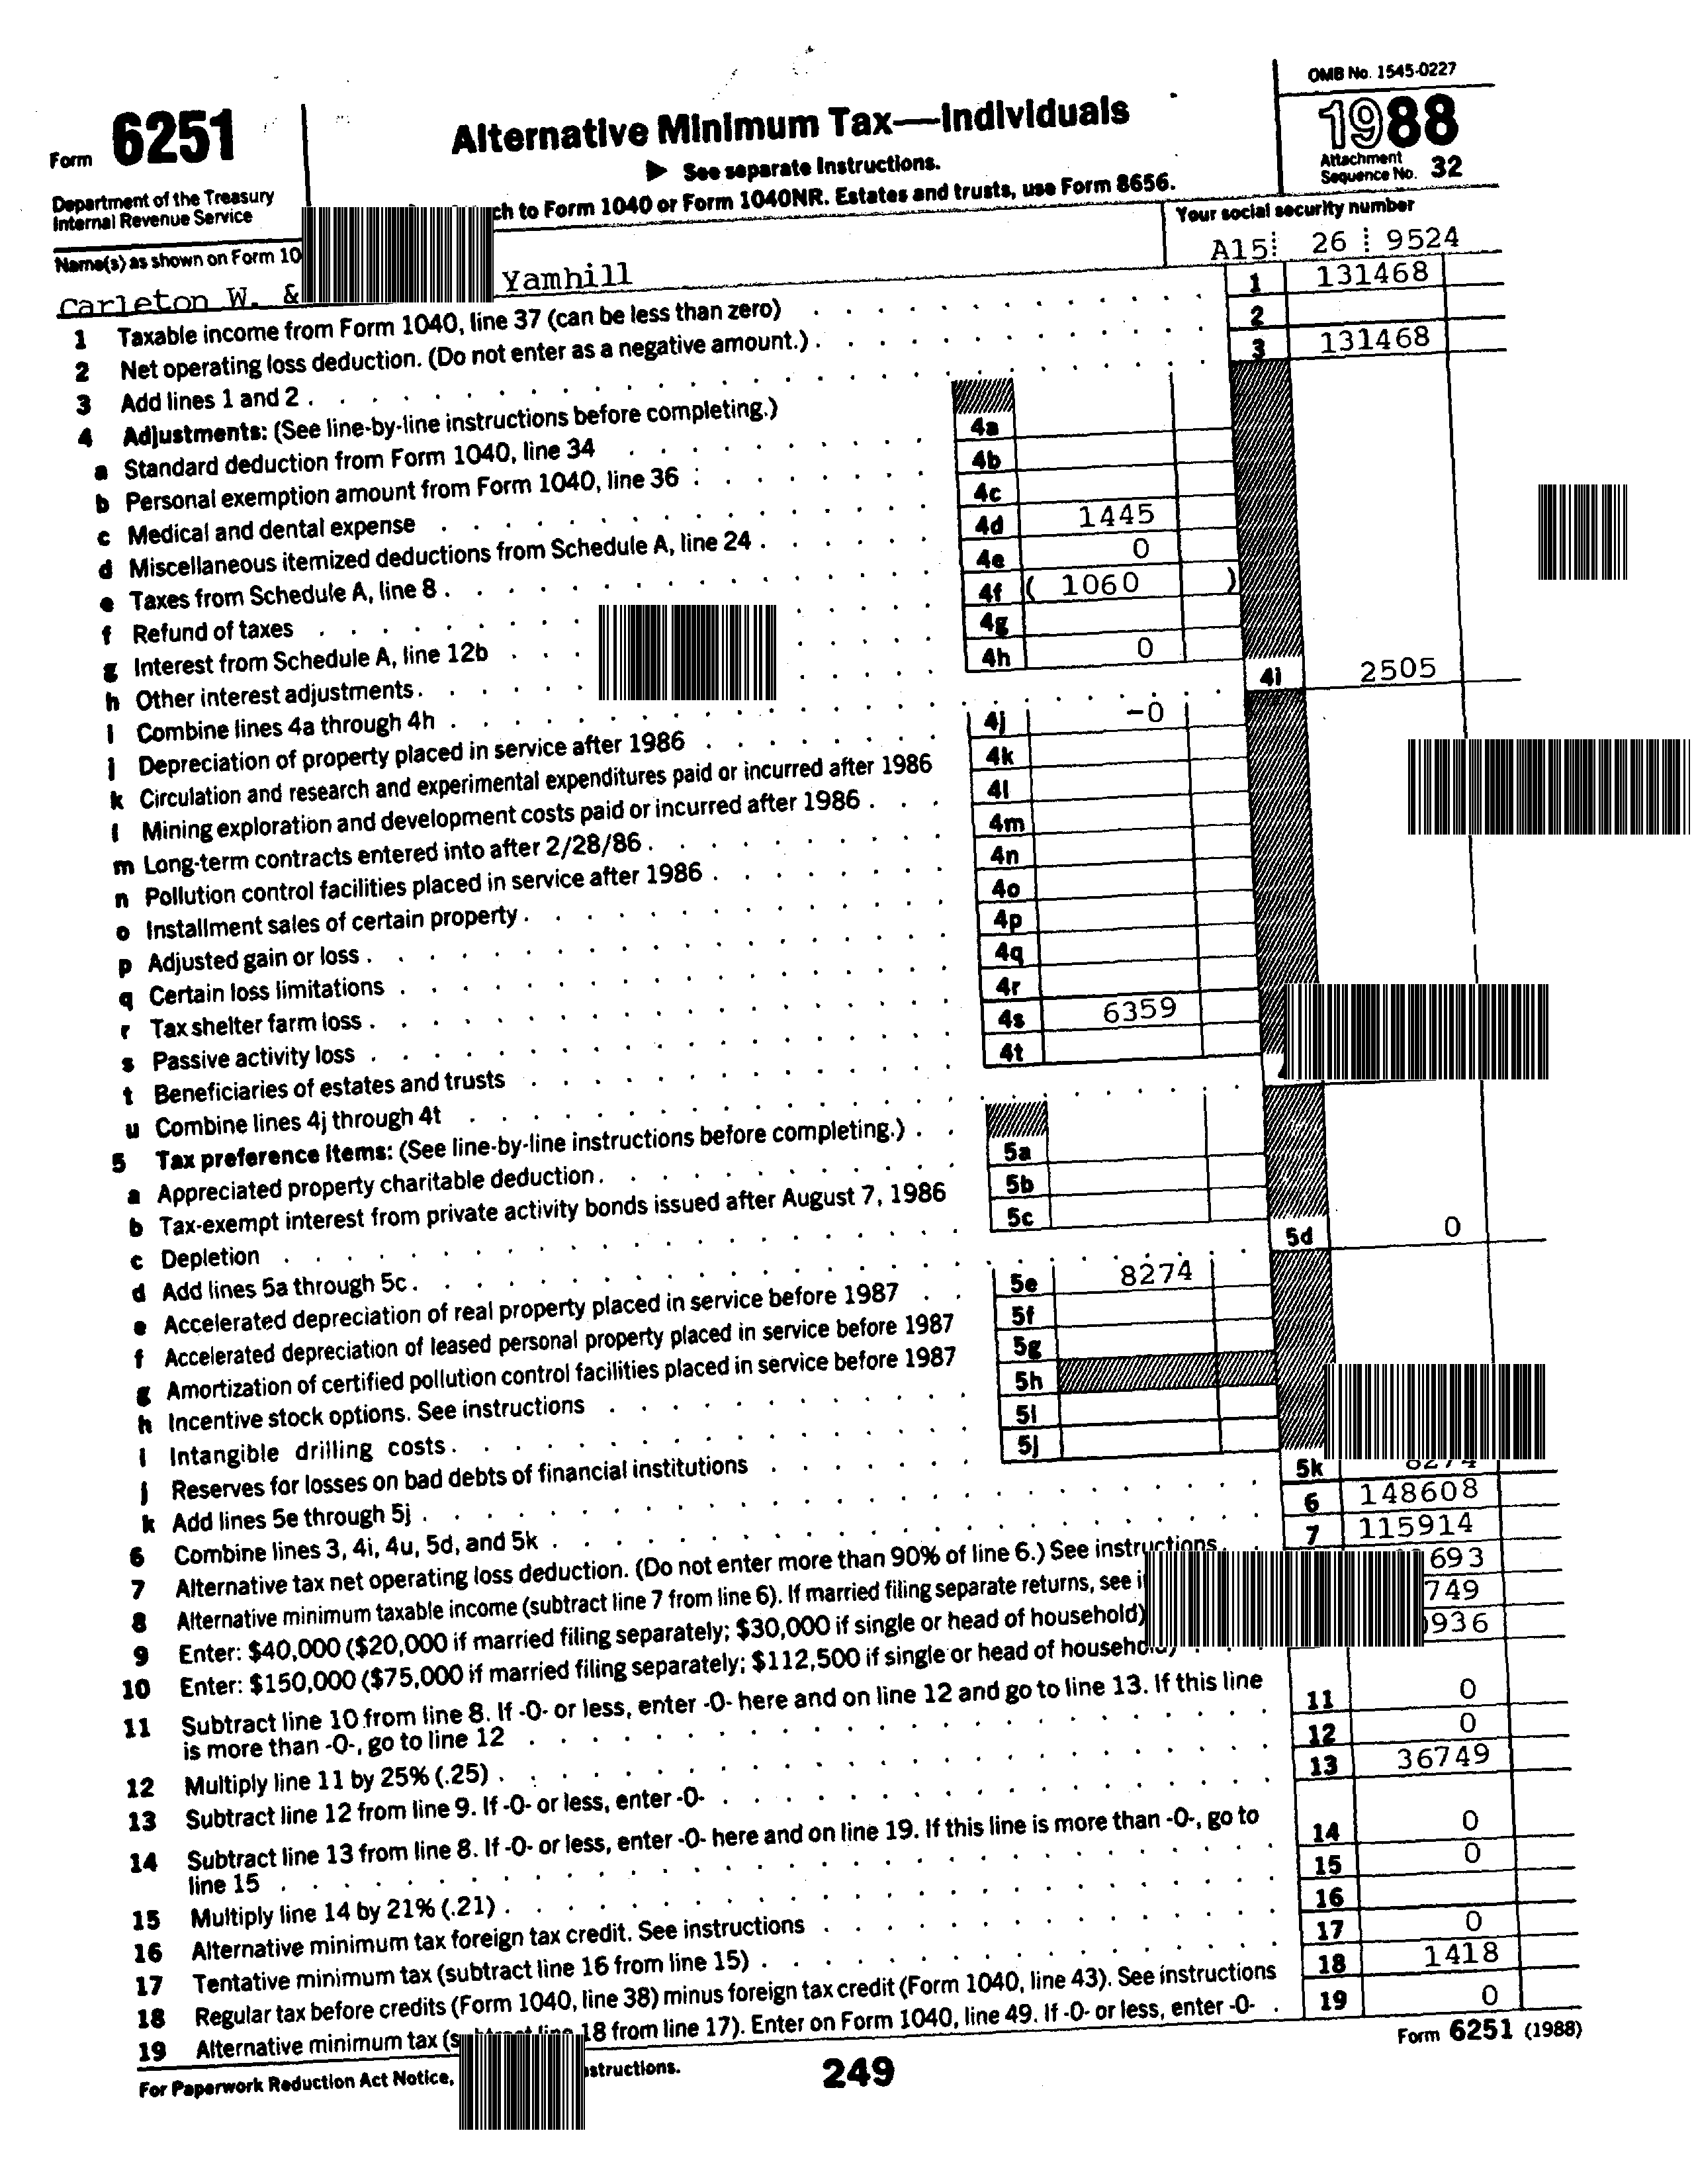 OMB No. 1545-0227
Form 6251
Alternative Minimum Tax—Individuals
1988
▶ See separate Instructions.
Attachment
Sequence No. 32
Department of the Treasury
Internal Revenue Service
to Form 1040 or Form 1040NR. Estates and trusts, use Form 8656.
Your social security number
Name(s) as shown on Form
A15 26 9524
Carleton W. & Yamhill
1 Taxable income from Form 1040, line 37 (can be less than zero) 1 131468
2 Net operating loss deduction. (Do not enter as a negative amount.) 2
3 Add lines 1 and 2 3 131468
4 Adjustments: (See line-by-line instructions before completing.)
a Standard deduction from Form 1040, line 34 4a
b Personal exemption amount from Form 1040, line 36 4b
c Medical and dental expense 4c
d Miscellaneous itemized deductions from Schedule A, line 24 4d 1445
e Taxes from Schedule A, line 8 4e 0
f Refund of taxes 4f ( 1060 )
g Interest from Schedule A, line 12b 4g
h Other interest adjustments 4h 0
i Combine lines 4a through 4h 4i 2505
j Depreciation of property placed in service after 1986 4j -0
k Circulation and research and experimental expenditures paid or incurred after 1986 4k
l Mining exploration and development costs paid or incurred after 1986 4l
m Long-term contracts entered into after 2/28/86 4m
n Pollution control facilities placed in service after 1986 4n
o Installment sales of certain property 4o
p Adjusted gain or loss 4p
q Certain loss limitations 4q
r Tax shelter farm loss 4r
s Passive activity loss 4s 6359
t Beneficiaries of estates and trusts 4t
u Combine lines 4j through 4t
5 Tax preference items: (See line-by-line instructions before completing.)
a Appreciated property charitable deduction 5a
b Tax-exempt interest from private activity bonds issued after August 7, 1986 5b
c Depletion 5c
d Add lines 5a through 5c 5d 0
e Accelerated depreciation of real property placed in service before 1987 5e 8274
f Accelerated depreciation of leased personal property placed in service before 1987 5f
g Amortization of certified pollution control facilities placed in service before 1987 5g
h Incentive stock options. See instructions 5h
i Intangible drilling costs 5i
j Reserves for losses on bad debts of financial institutions 5j
k Add lines 5e through 5j 5k 8274
6 Combine lines 3, 4i, 4u, 5d, and 5k 6 148608
7 Alternative tax net operating loss deduction. (Do not enter more than 90% of line 6.) See instructions 7 115914
8 Alternative minimum taxable income (subtract line 7 from line 6). If married filing separate returns, see 693
9 Enter: $40,000 ($20,000 if married filing separately; $30,000 if single or head of household) 749
10 Enter: $150,000 ($75,000 if married filing separately; $112,500 if single or head of household) 936
11 Subtract line 10 from line 8. If -0- or less, enter -0- here and on line 12 and go to line 13. If this line
is more than -0-, go to line 12 11 0
12 Multiply line 11 by 25% (.25) 12 0
13 Subtract line 12 from line 9. If -0- or less, enter -0- 13 36749
14 Subtract line 13 from line 8. If -0- or less, enter -0- here and on line 19. If this line is more than -0-, go to
line 15 14 0
15 Multiply line 14 by 21% (.21) 15 0
16 Alternative minimum tax foreign tax credit. See instructions 16
17 Tentative minimum tax (subtract line 16 from line 15) 17 0
18 Regular tax before credits (Form 1040, line 38) minus foreign tax credit (Form 1040, line 43). See instructions 18 1418
19 Alternative minimum tax (subtract line 18 from line 17). Enter on Form 1040, line 49. If -0- or less, enter -0- 19 0
For Paperwork Reduction Act Notice,
249
Form 6251 (1988)